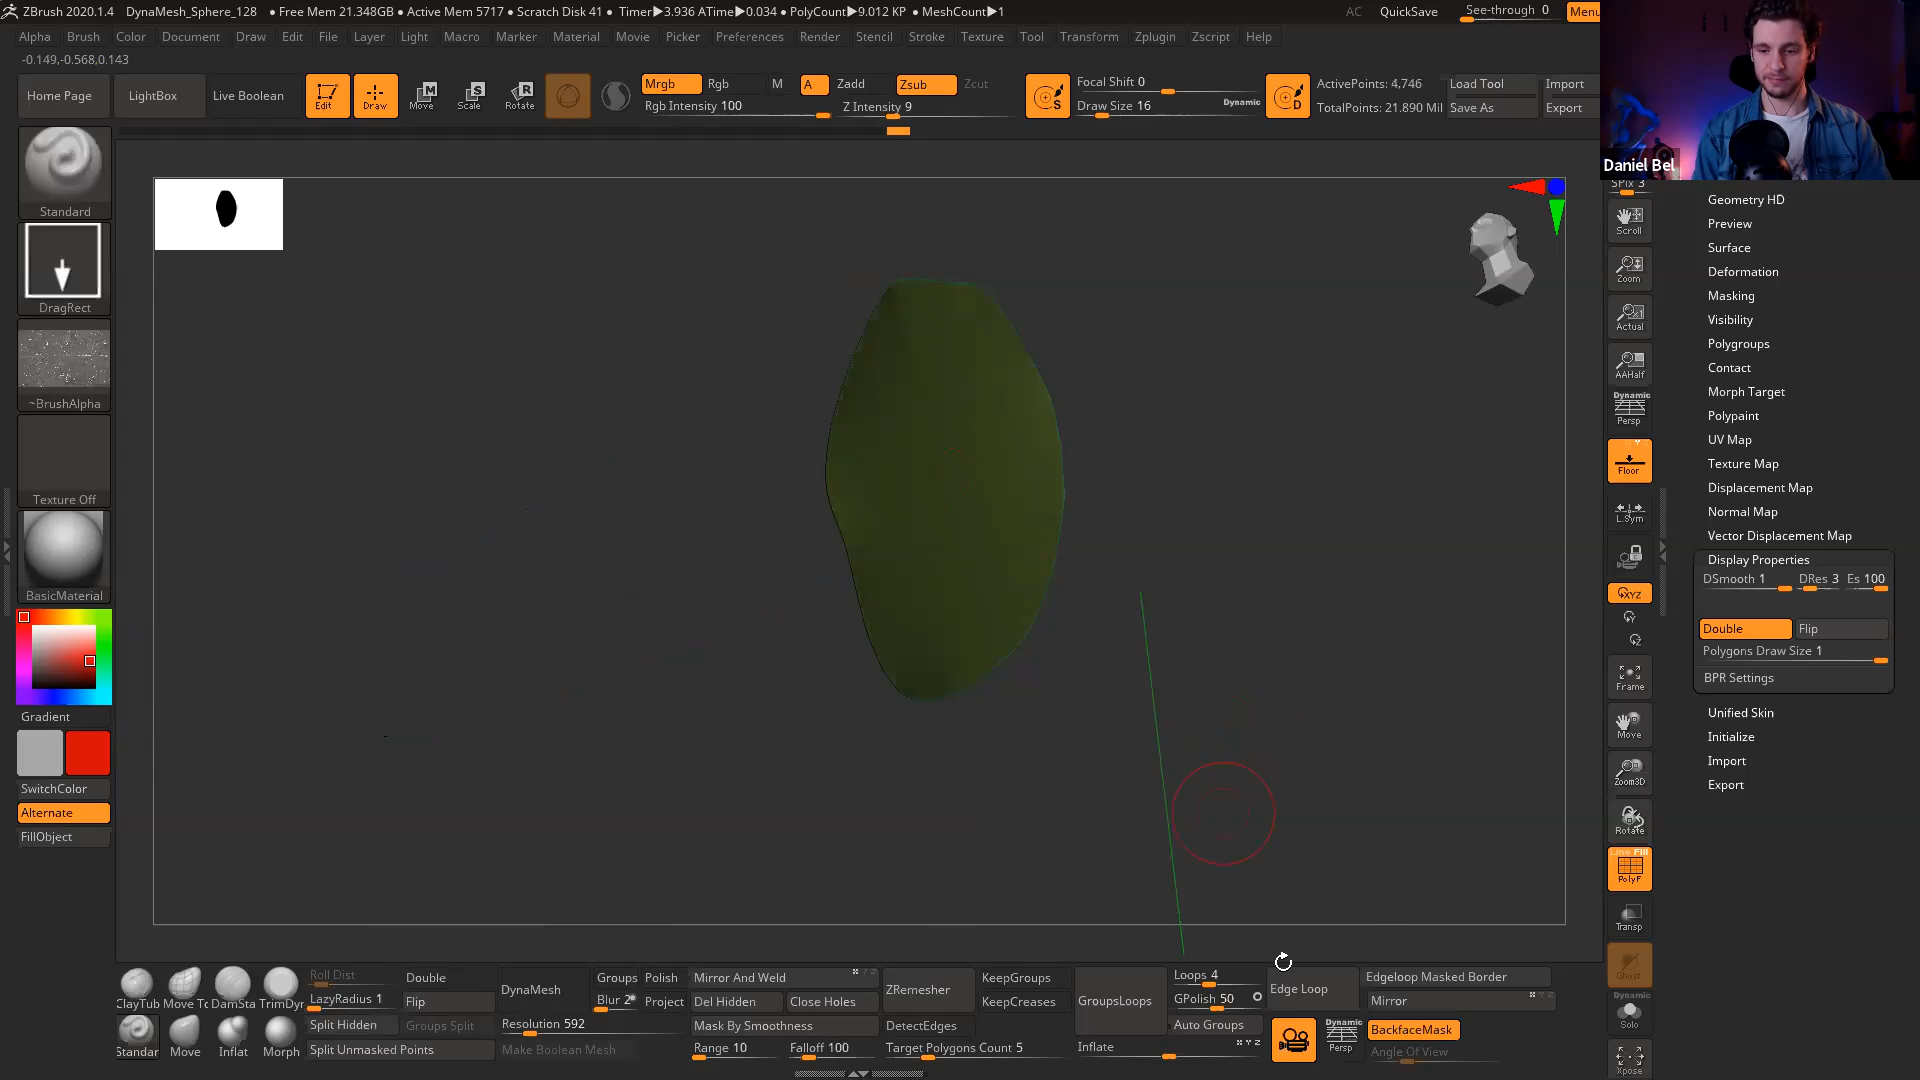 ZBrush 2020.1.4 DynaMesh_Sphere_128 ● Free Mem 21.348GB ● Active Mem 5717 ● Scratch Disk 41 ● Timer▶3.936 ATime▶0.034 ● PolyCount▶9.012 KP ● MeshCount▶1 AC QuickSave See-through 0 Menu
Alpha Brush Color Document Draw Edit File Layer Light Macro Marker Material Movie Picker Preferences Render Stencil Stroke Texture Tool Transform Zplugin Zscript Help
-0.149,-0.568,0.143
Home Page LightBox Live Boolean Edit Draw Move Scale Rotate
Mrgb Rgb M A Zadd Zsub Zcut
Rgb Intensity 100 Z Intensity 9
Focal Shift 0
Draw Size 16 Dynamic
ActivePoints: 4,746 Load Tool Import
TotalPoints: 21.890 Mil Save As Export
Daniel Bel
Standard
DragRect
~BrushAlpha
Texture Off
BasicMaterial
Gradient
SwitchColor
Alternate
FillObject
SPix 3
Scroll
Zoom
Actual
AAHalf
Dynamic
Persp
Floor
L.Sym
XYZ
Frame
Move
Zoom3D
Rotate
Line Fill
PolyF
Transp
Ghost
Dynamic
Solo
Xpose
Geometry HD
Preview
Surface
Deformation
Masking
Visibility
Polygroups
Contact
Morph Target
Polypaint
UV Map
Texture Map
Displacement Map
Normal Map
Vector Displacement Map
Display Properties
DSmooth 1 DRes 3 Es 100
Double Flip
Polygons Draw Size 1
BPR Settings
Unified Skin
Initialize
Import
Export
ClayTub Move Tc DamSta TrimDyr
Standar Move Inflat Morph
Roll Dist Double
LazyRadius 1 Flip
Split Hidden Groups Split
Split Unmasked Points
DynaMesh Groups Polish
Blur 2 Project
Resolution 592
Make Boolean Mesh
Mirror And Weld
Del Hidden Close Holes
Mask By Smoothness
Range 10 Falloff 100
ZRemesher KeepGroups
KeepCreases
DetectEdges
Target Polygons Count 5
GroupsLoops Loops 4
GPolish 50
Auto Groups
Inflate
Edge Loop Edgeloop Masked Border
Mirror
Dynamic
Persp
BackfaceMask
Angle Of View